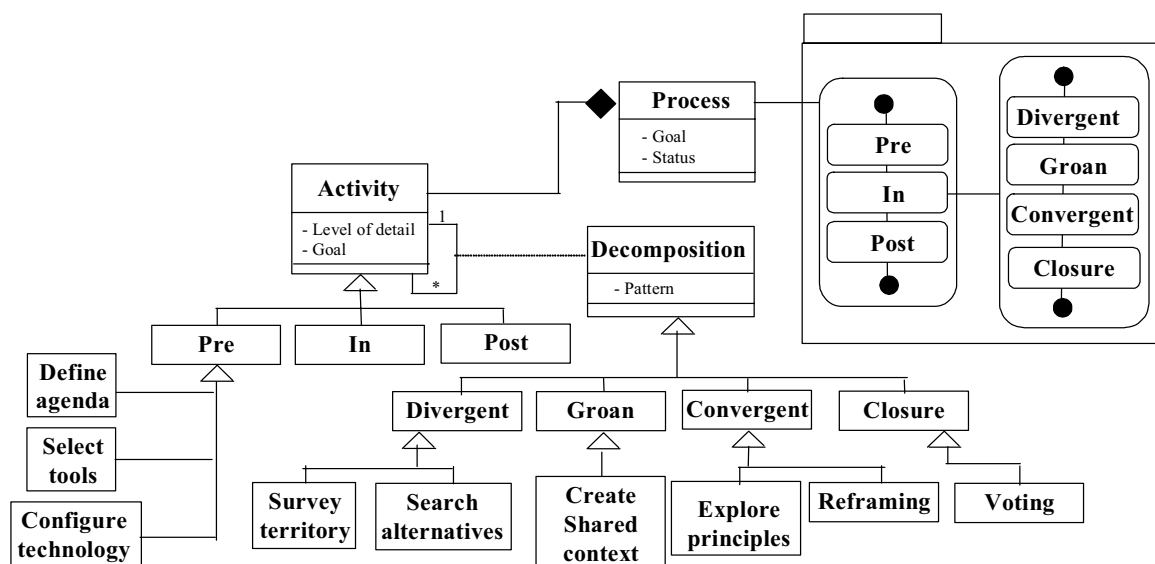 Process
- Goal
- Status
Activity
- Level of detail
- Goal
1
*
Decomposition
- Pattern
Pre
In
Post
Divergent
Groan
Convergent
Closure
Pre
In
Post
Define
agenda
Select
tools
Configure
technology
Divergent
Groan
Convergent
Closure
Survey
territory
Search
alternatives
Create
Shared
context
Explore
principles
Reframing
Voting